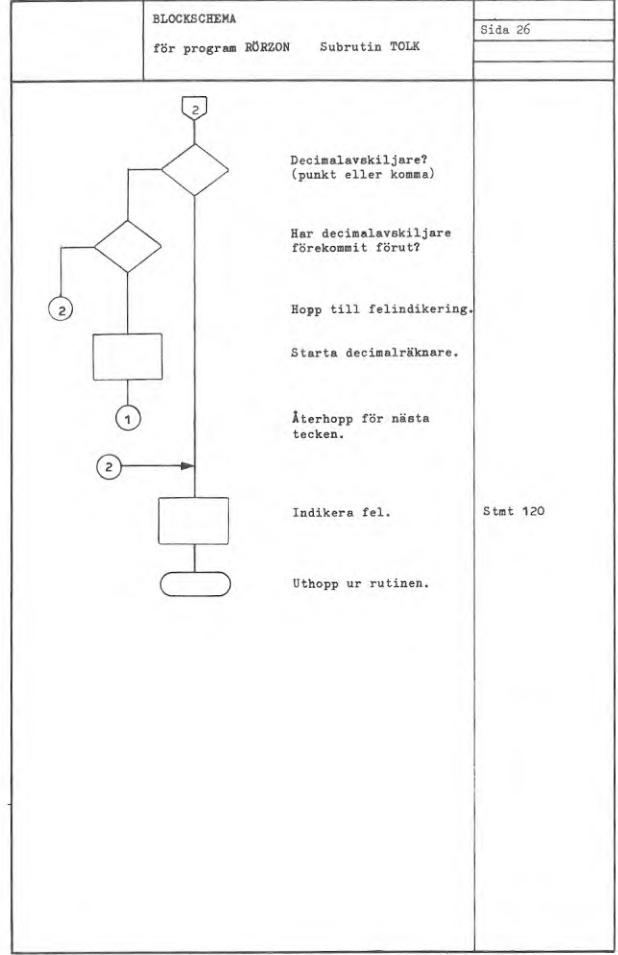 BLOCKSCHEMA
för program RÖRZON Subrutin TOLK
Sida 26
2
Decimalavskiljare?
(punkt eller komma)
Har decimalavskiljare
förekommit förut?
2
Hopp till felindikering.
Starta decimalräknare.
1
Återhopp för nästa
tecken.
2
Indikera fel.
Stmt 120
Uthopp ur rutinen.